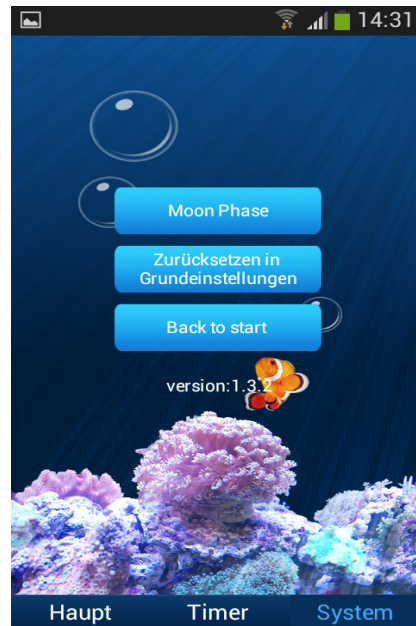 14:31
Moon Phase
Zurücksetzen in
Grundeinstellungen
Back to start
version:1.3.2
Haupt Timer System